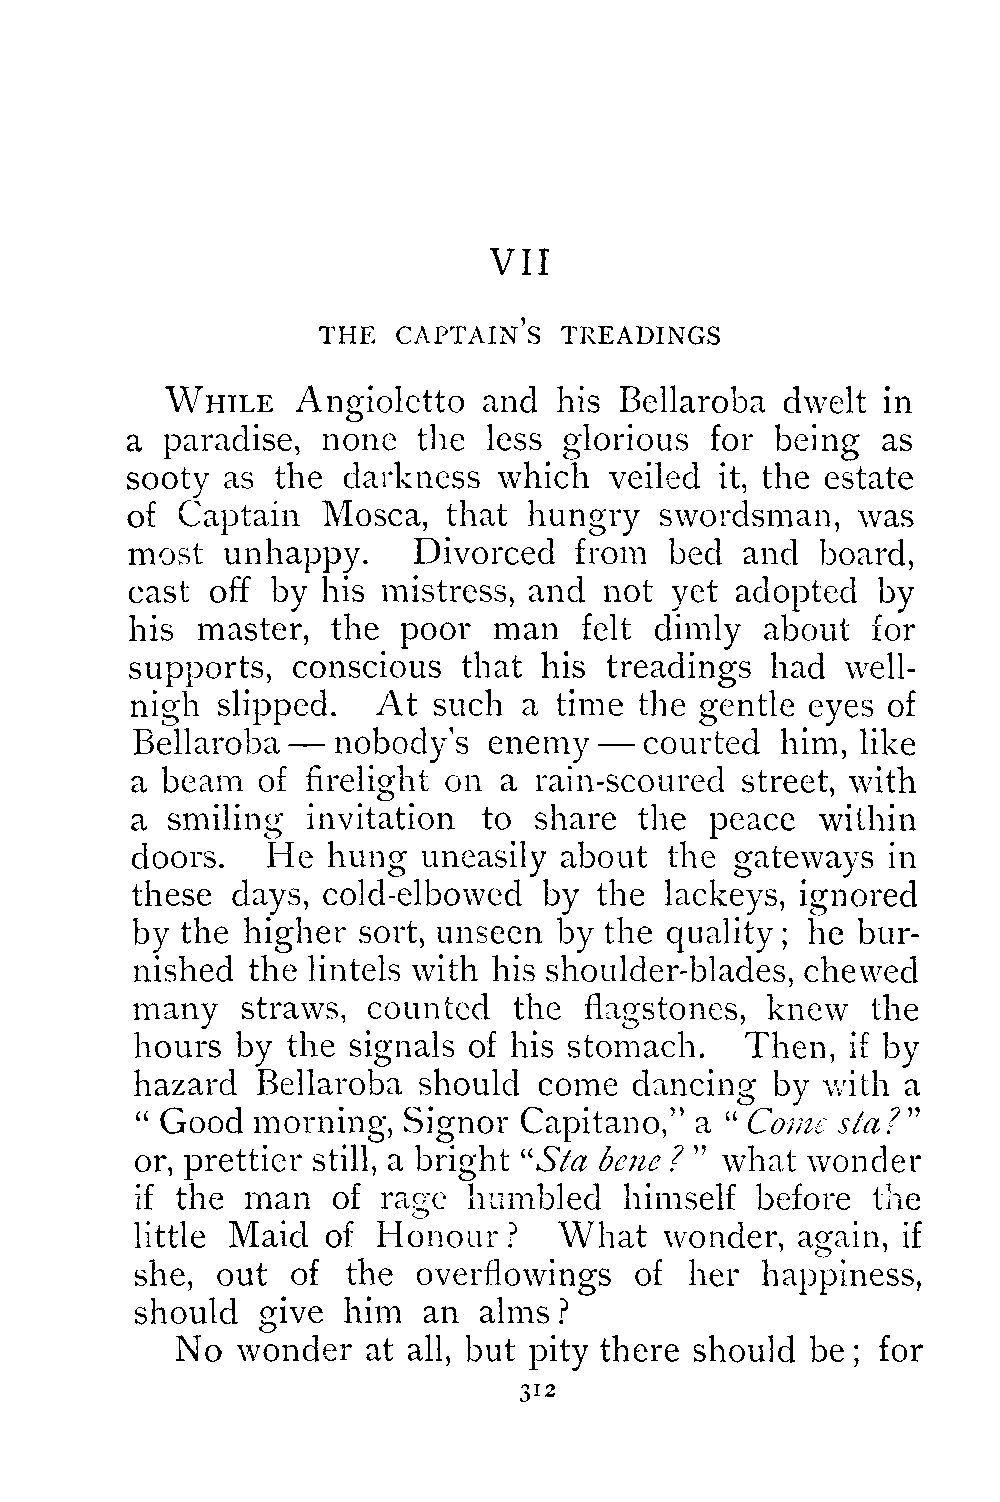 VII
THE CAPTAIN'S TREADINGS
WHILE Angioletto and his Bellaroba dwelt in
a paradise, none the less glorious for being as
sooty as the darkness which veiled it, the estate
of Captain Mosca, that hungry swordsman, was
most unhappy. Divorced from bed and board,
cast off by his mistress, and not yet adopted by
his master, the poor man felt dimly about for
supports, conscious that his treadings had well-
nigh slipped. At such a time the gentle eyes of
Bellaroba — nobody's enemy — courted him, like
a beam of firelight on a rain-scoured street, with
a smiling invitation to share the peace within
doors. He hung uneasily about the gateways in
these days, cold-elbowed by the lackeys, ignored
by the higher sort, unseen by the quality; he bur-
nished the lintels with his shoulder-blades, chewed
many straws, counted the flagstones, knew the
hours by the signals of his stomach. Then, if by
hazard Bellaroba should come dancing by with a
"Good morning, Signor Capitano," a "Come sta?"
or, prettier still, a bright "Sta bene?" what wonder
if the man of rage humbled himself before the
little Maid of Honour? What wonder, again, if
she, out of the overflowings of her happiness,
should give him an alms?
No wonder at all, but pity there should be; for
312